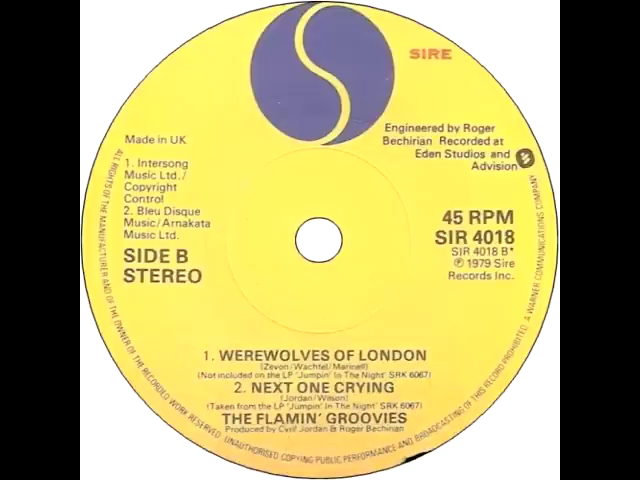 SIRE
Engineered by Roger
Bechirian Recorded at
Eden Studios and
Advision
Made in UK
1. Intersong
Music Ltd./
Copyright
Control
2. Bleu Disque
Music/Arnakata
Music Ltd.
SIDE B
STEREO
45 RPM
SIR 4018
SIR 4018 B*
℗ 1979 Sire
Records Inc.
1. WEREWOLVES OF LONDON
(Zevon/Wachtel/Marinell)
(Not included on the LP 'Jumpin' In The Night' SRK 6067)
2. NEXT ONE CRYING
(Jordan/Wilson)
(Taken from the LP 'Jumpin' In The Night' SRK 6067)
THE FLAMIN' GROOVIES
Produced by Cyril Jordan & Roger Bechirian
ALL RIGHTS OF THE MANUFACTURER AND OF THE OWNER OF THE RECORDED WORK RESERVED. UNAUTHORISED COPYING PUBLIC PERFORMANCE AND BROADCASTING OF THIS RECORD PROHIBITED. A WARNER COMMUNICATIONS COMPANY